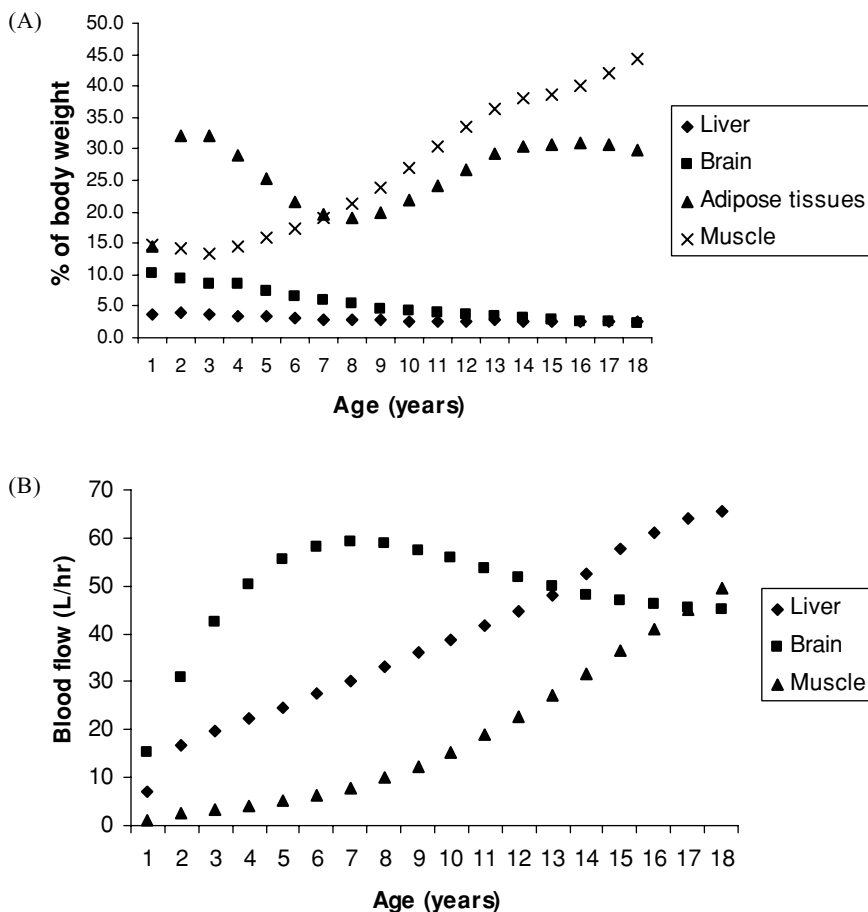 (A)
50.0
45.0
40.0
35.0
30.0
25.0
20.0
15.0
10.0
5.0
0.0
% of body weight
1 2 3 4 5 6 7 8 9 10 11 12 13 14 15 16 17 18
Age (years)
Liver
Brain
Adipose tissues
Muscle
(B)
70
60
50
40
30
20
10
0
Blood flow (L/hr)
1 2 3 4 5 6 7 8 9 10 11 12 13 14 15 16 17 18
Age (years)
Liver
Brain
Muscle